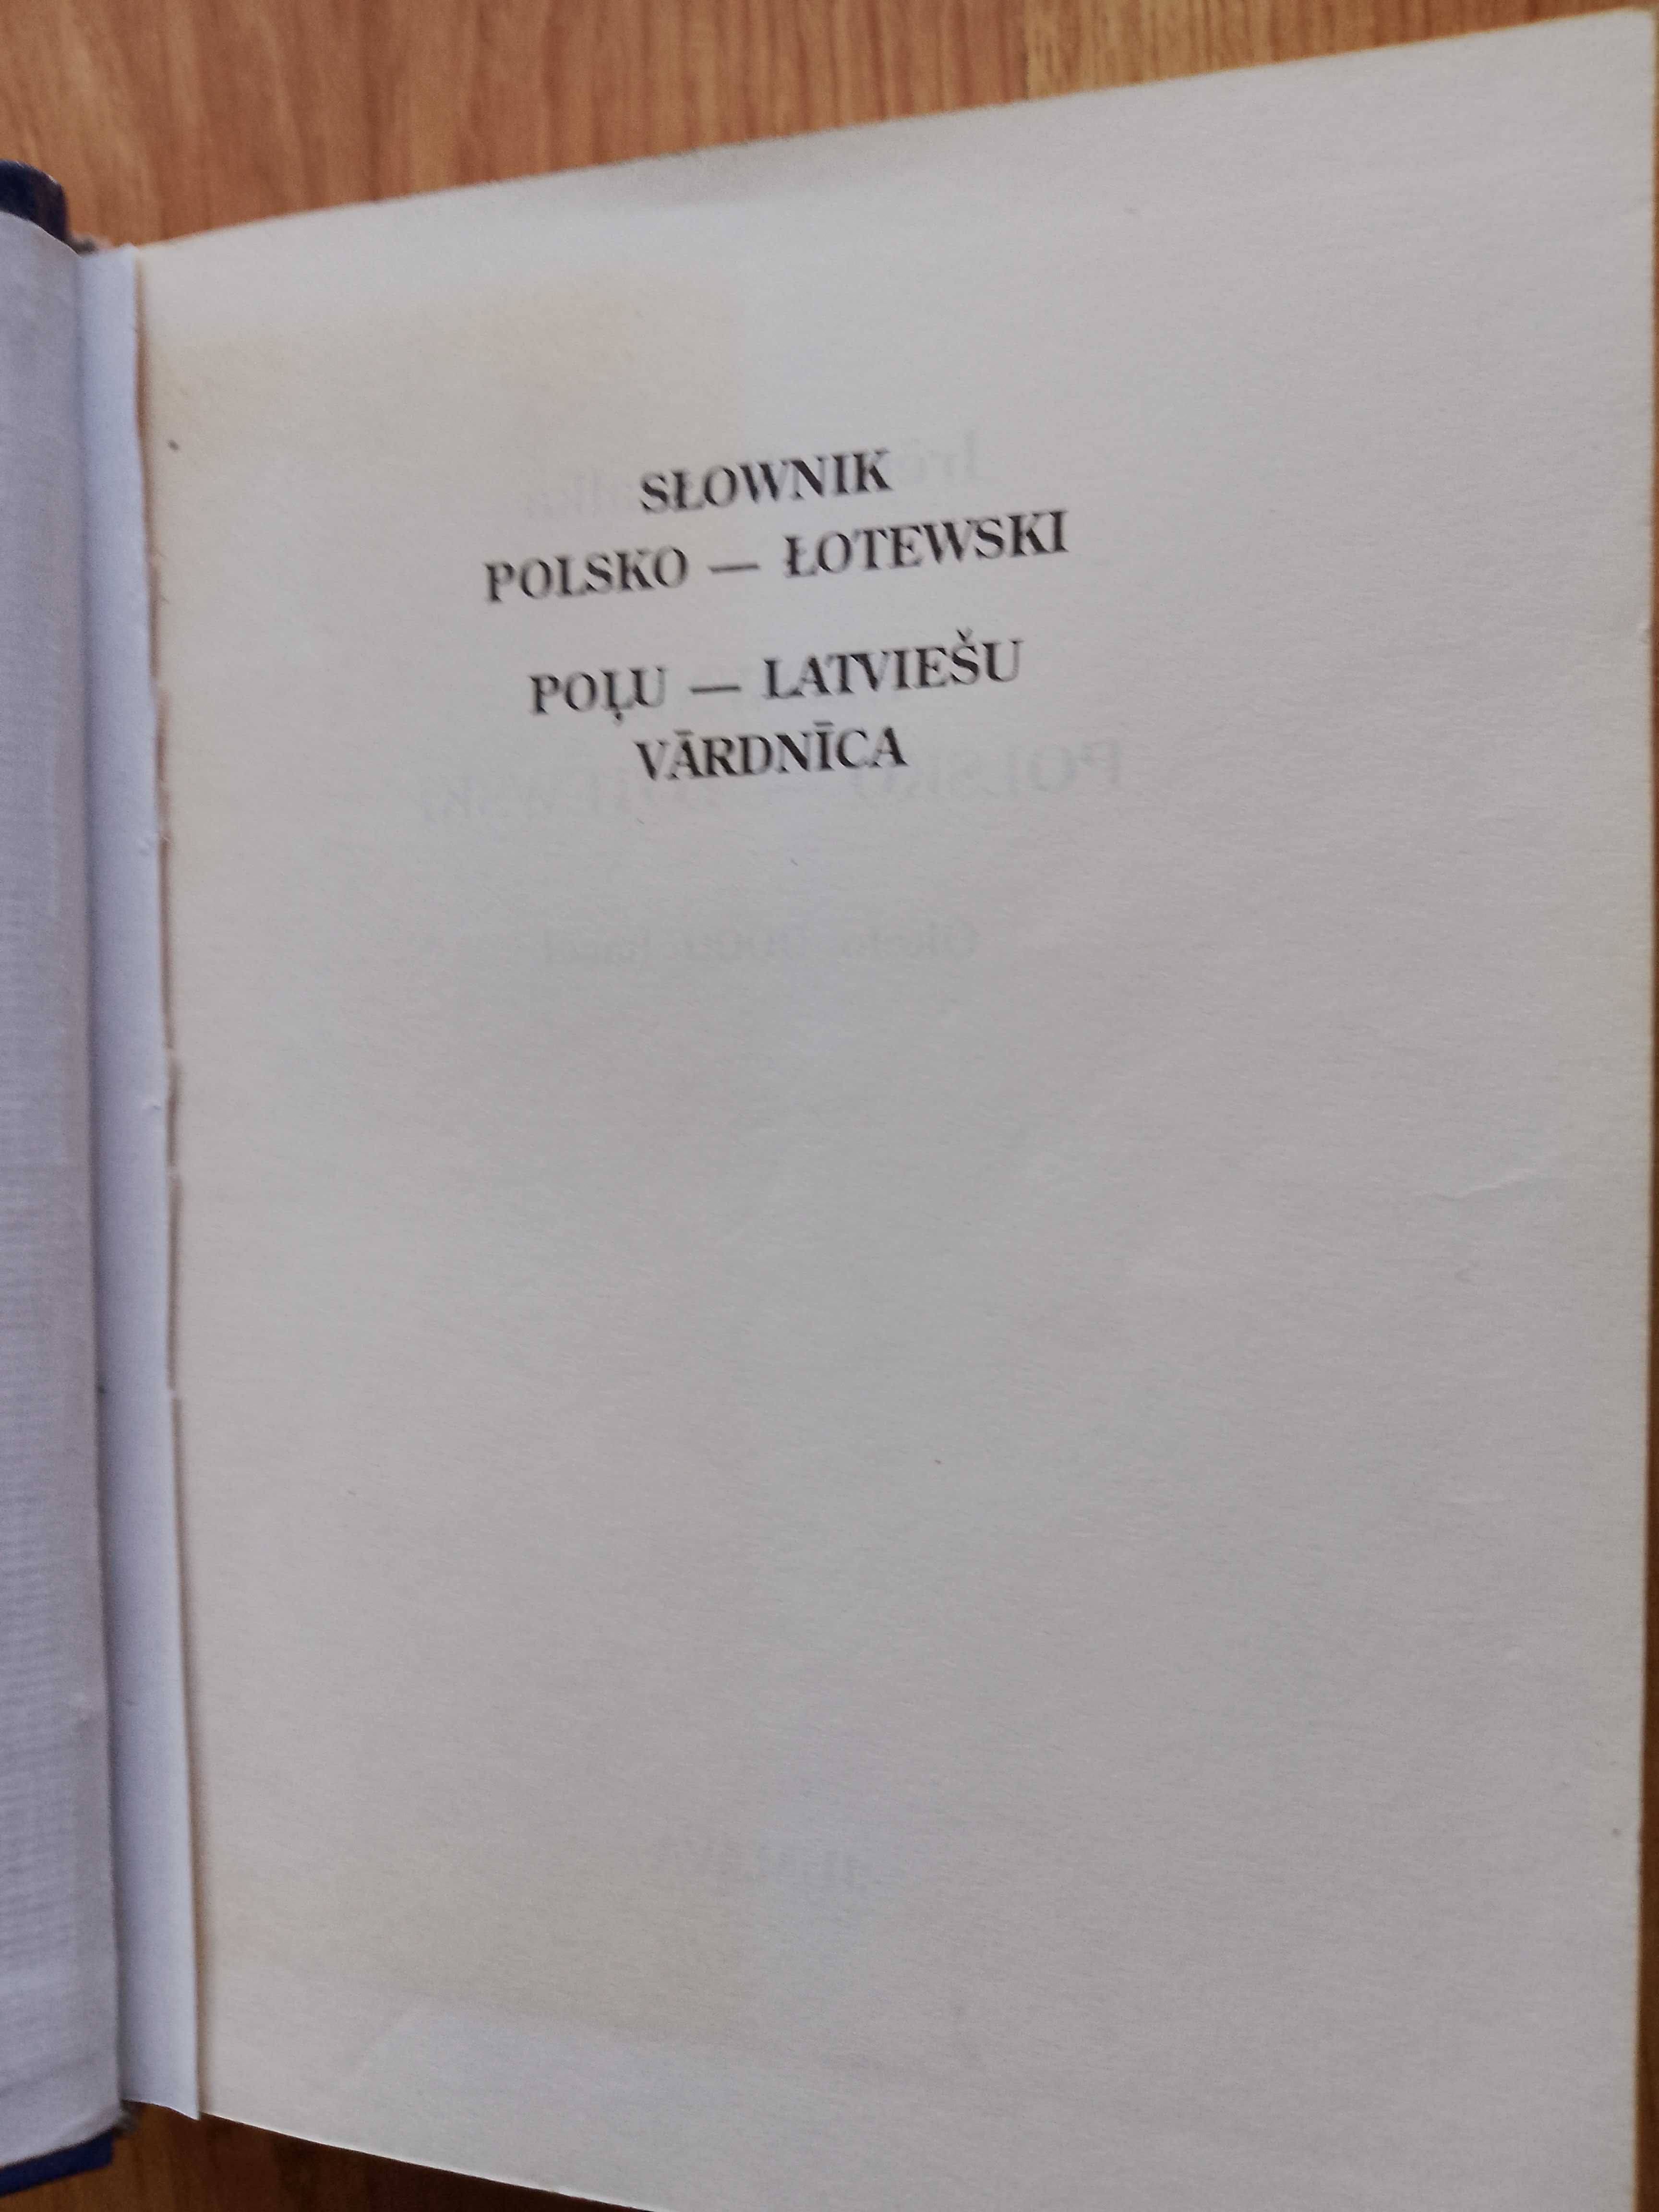 SŁOWNIK
POLSKO — ŁOTEWSKI
POĻU — LATVIEŠU
VĀRDNĪCA